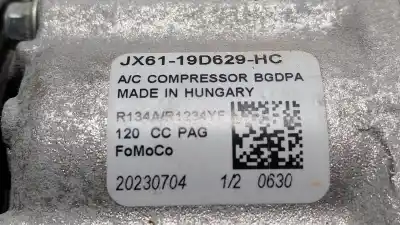 JX61-19D629-HC
A/C COMPRESSOR BGDPA
MADE IN HUNGARY
R134A/R1234YF
120 CC PAG
FoMoCo
20230704 1/2 0630